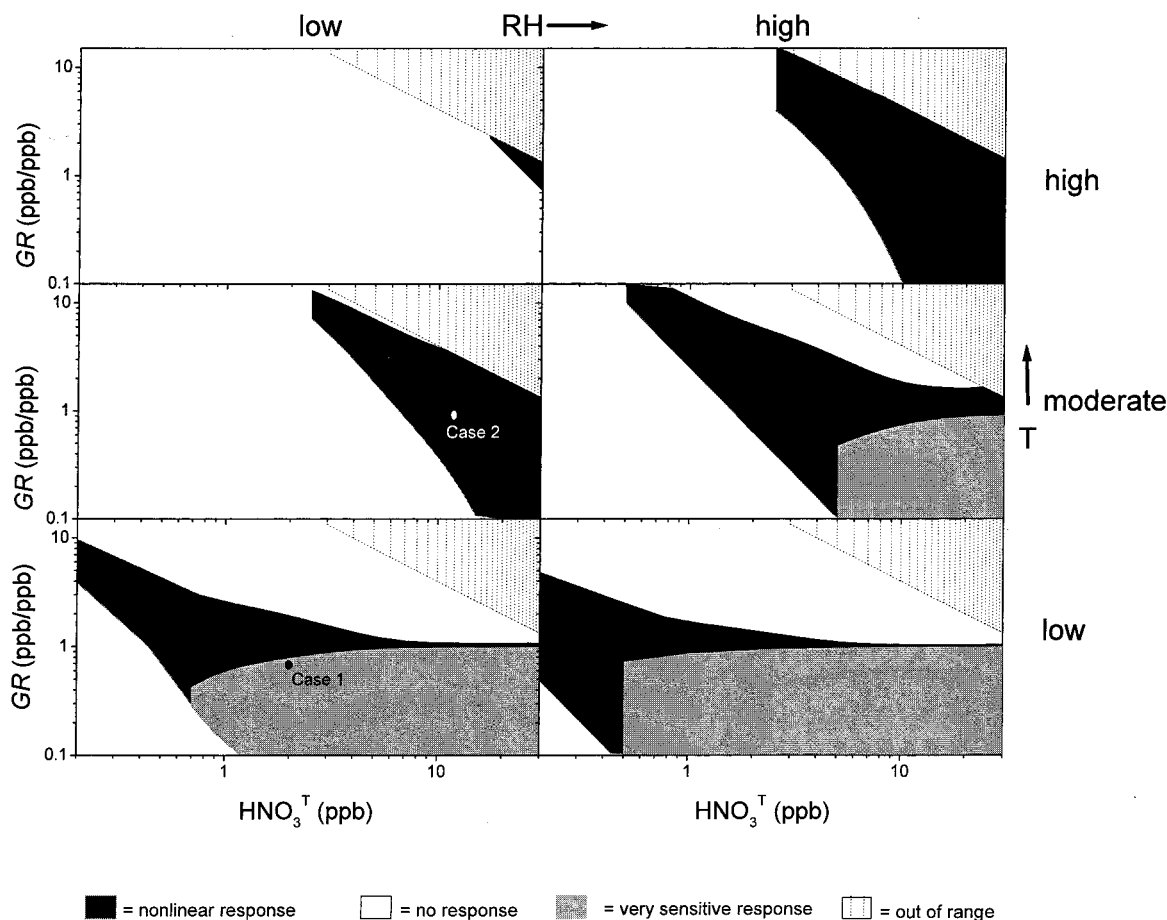 low RH high
10
1
0.1
GR (ppb/ppb)
high
10
1
0.1
GR (ppb/ppb)
Case 2
moderate
T
10
1
0.1
GR (ppb/ppb)
Case 1
low
1 10 1 10
HNO₃ᵀ (ppb) HNO₃ᵀ (ppb)
= nonlinear response = no response = very sensitive response = out of range